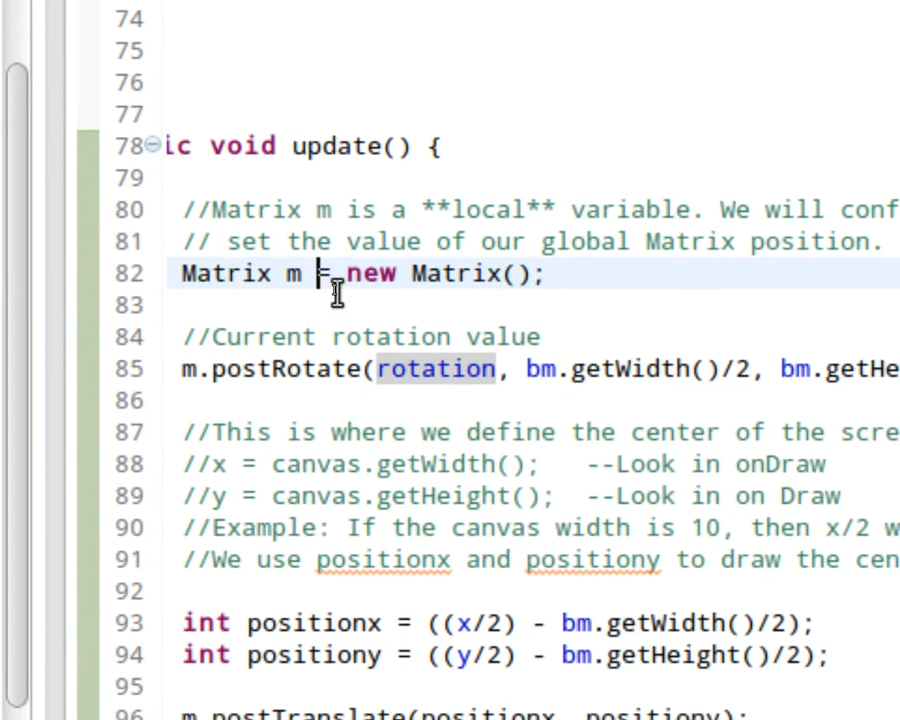 74
75
76
77
78 ic void update() {
79
80 //Matrix m is a **local** variable. We will conf
81 // set the value of our global Matrix position.
82 Matrix m = new Matrix();
83
84 //Current rotation value
85 m.postRotate(rotation, bm.getWidth()/2, bm.getHe
86
87 //This is where we define the center of the scre
88 //x = canvas.getWidth();   --Look in onDraw
89 //y = canvas.getHeight();  --Look in on Draw
90 //Example: If the canvas width is 10, then x/2 w
91 //We use positionx and positiony to draw the cen
92
93 int positionx = ((x/2) - bm.getWidth()/2);
94 int positiony = ((y/2) - bm.getHeight()/2);
95
96 m.postTranslate(positionx, positiony);